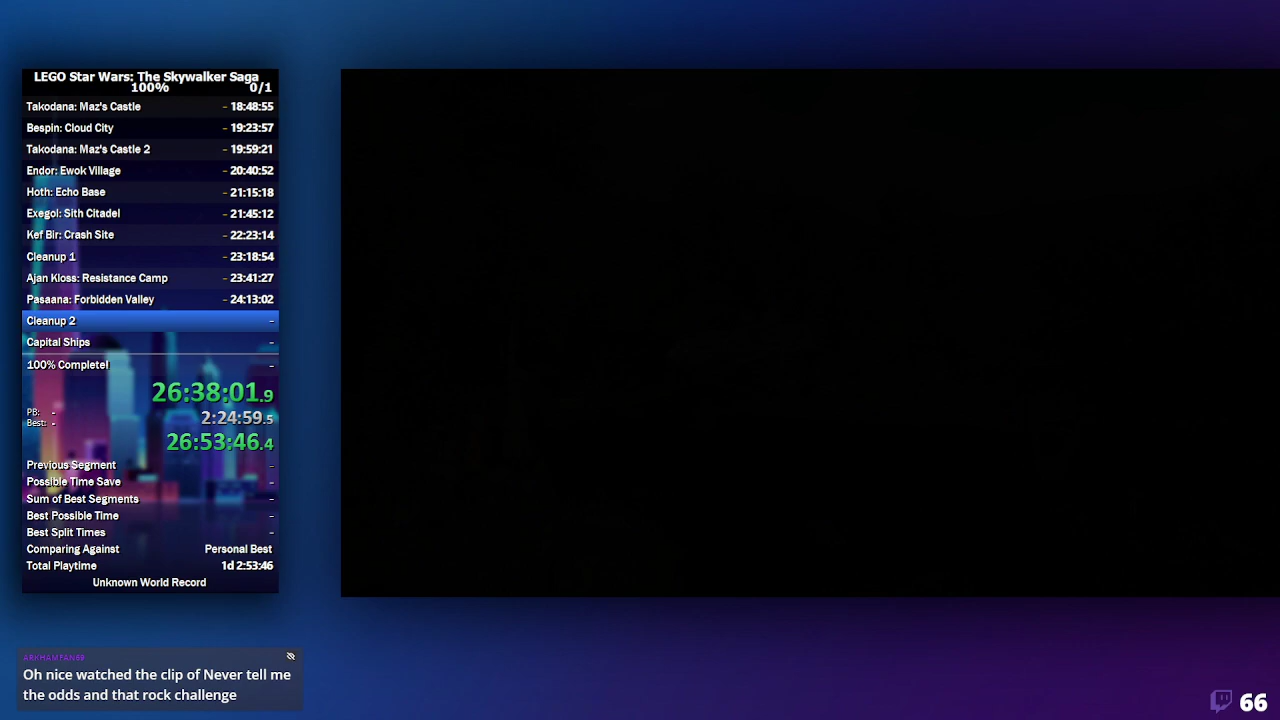 LEGO Star Wars: The Skywalker Saga
100% 0/1
Takodana: Maz's Castle - 18:48:55
Bespin: Cloud City - 19:23:57
Takodana: Maz's Castle 2 - 19:59:21
Endor: Ewok Village - 20:40:52
Hoth: Echo Base - 21:15:18
Exegol: Sith Citadel - 21:45:12
Kef Bir: Crash Site - 22:23:14
Cleanup 1 - 23:18:54
Ajan Kloss: Resistance Camp - 23:41:27
Pasaana: Forbidden Valley - 24:13:02
Cleanup 2 -
Capital Ships -
100% Complete! -
26:38:01.9
PB: - 2:24:59.5
Best: -
26:53:46.4
Previous Segment -
Possible Time Save -
Sum of Best Segments -
Best Possible Time -
Best Split Times -
Comparing Against Personal Best
Total Playtime 1d 2:53:46
Unknown World Record
ARKHAMFAN69
Oh nice watched the clip of Never tell me
the odds and that rock challenge
66